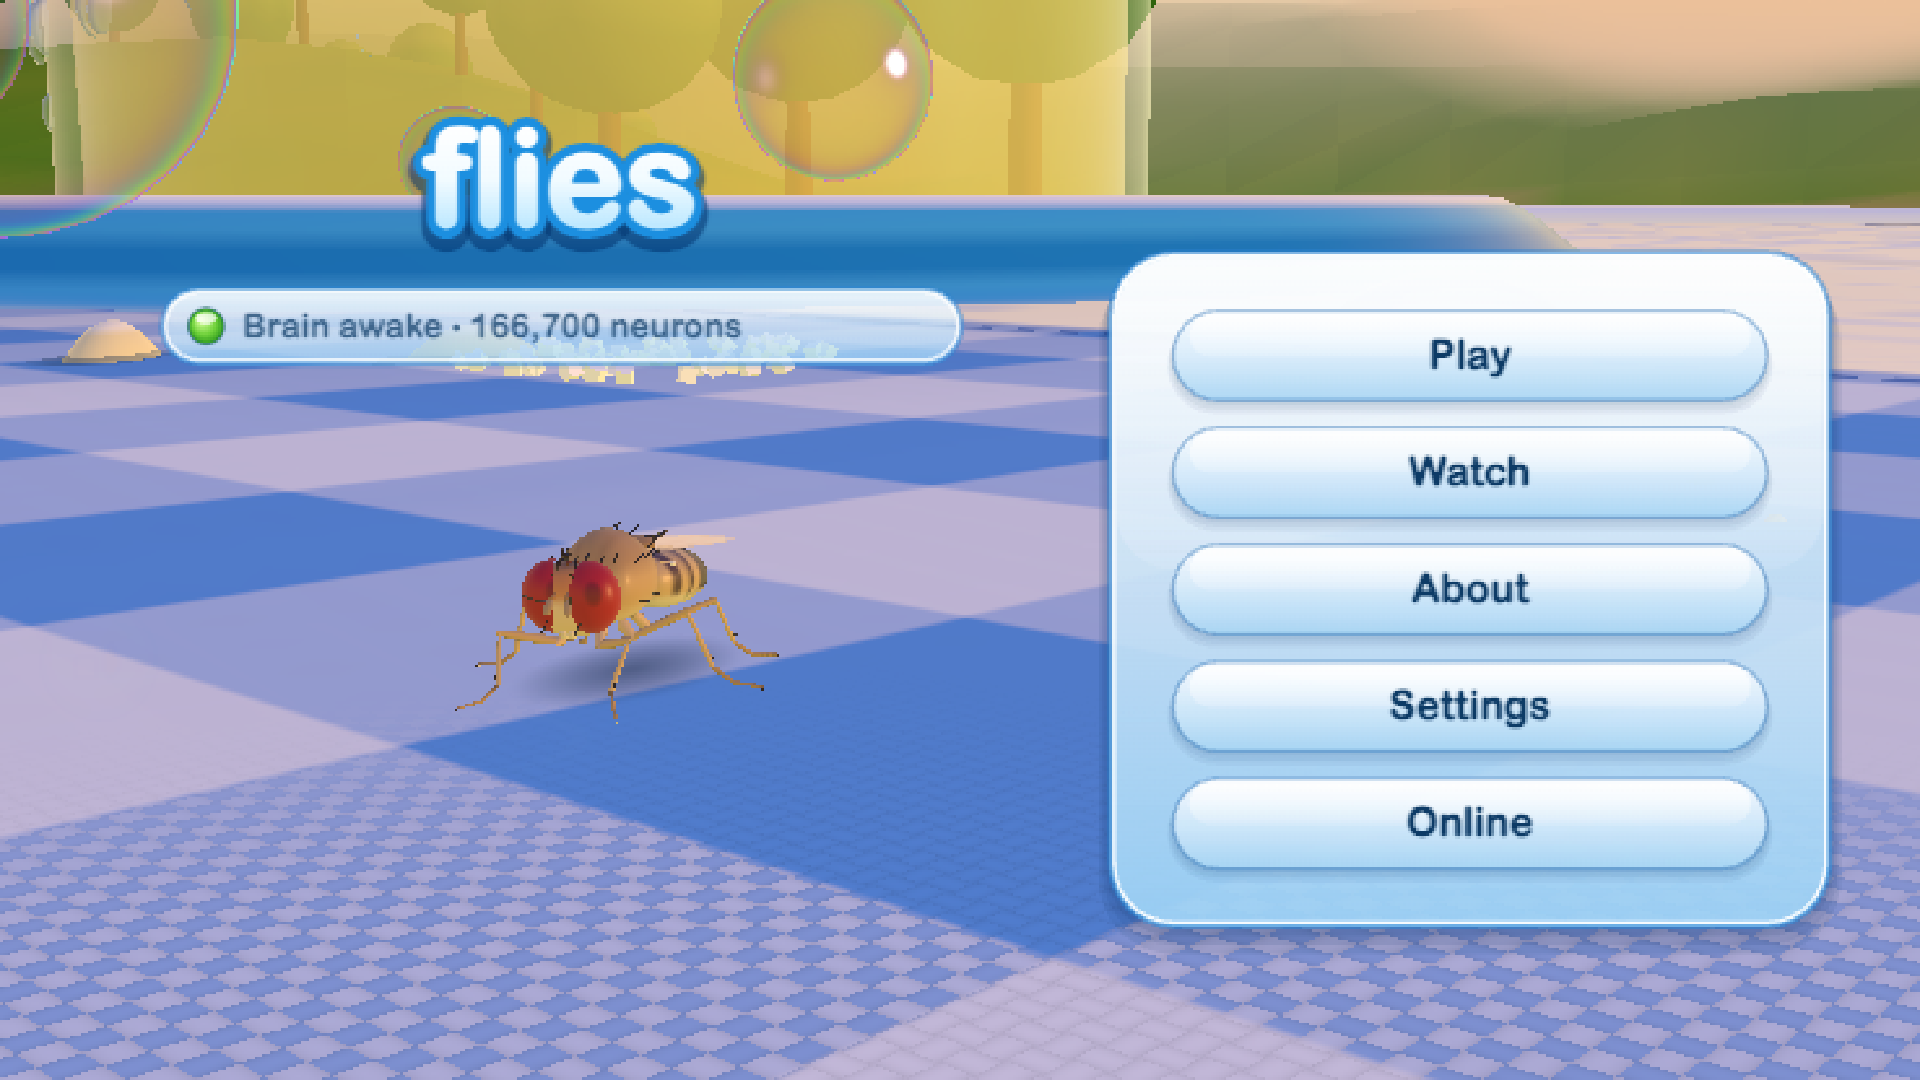 flies
Brain awake · 166,700 neurons
Play
Watch
About
Settings
Online